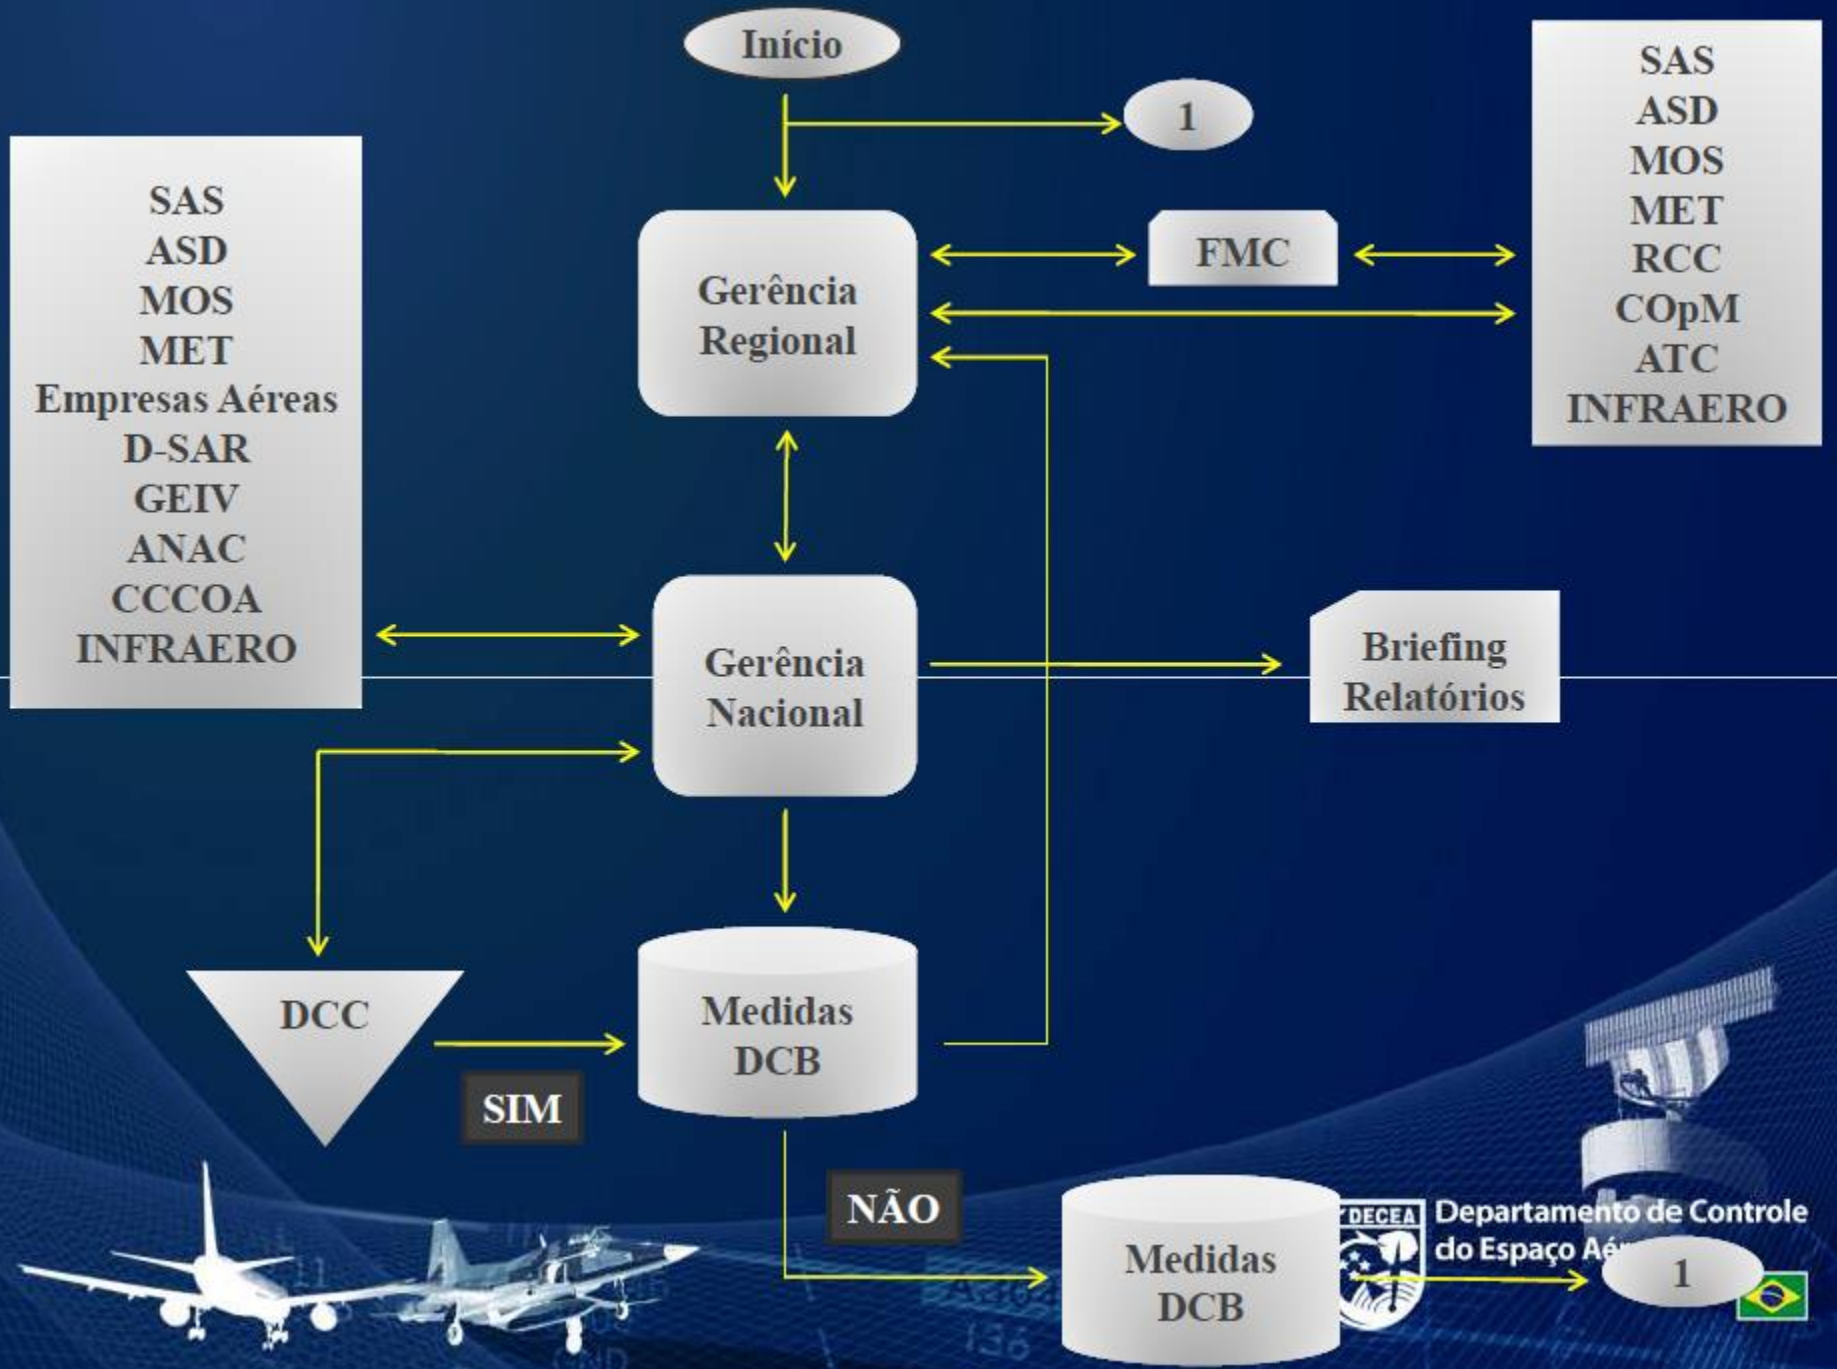 Início
1
SAS
ASD
MOS
MET
RCC
COpM
ATC
INFRAERO
FMC
Gerência
Regional
SAS
ASD
MOS
MET
Empresas Aéreas
D-SAR
GEIV
ANAC
CCCOA
INFRAERO
Gerência
Nacional
Briefing
Relatórios
DCC
SIM
Medidas
DCB
NÃO
Medidas
DCB
DECEA
Departamento de Controle
do Espaço
1
11
136